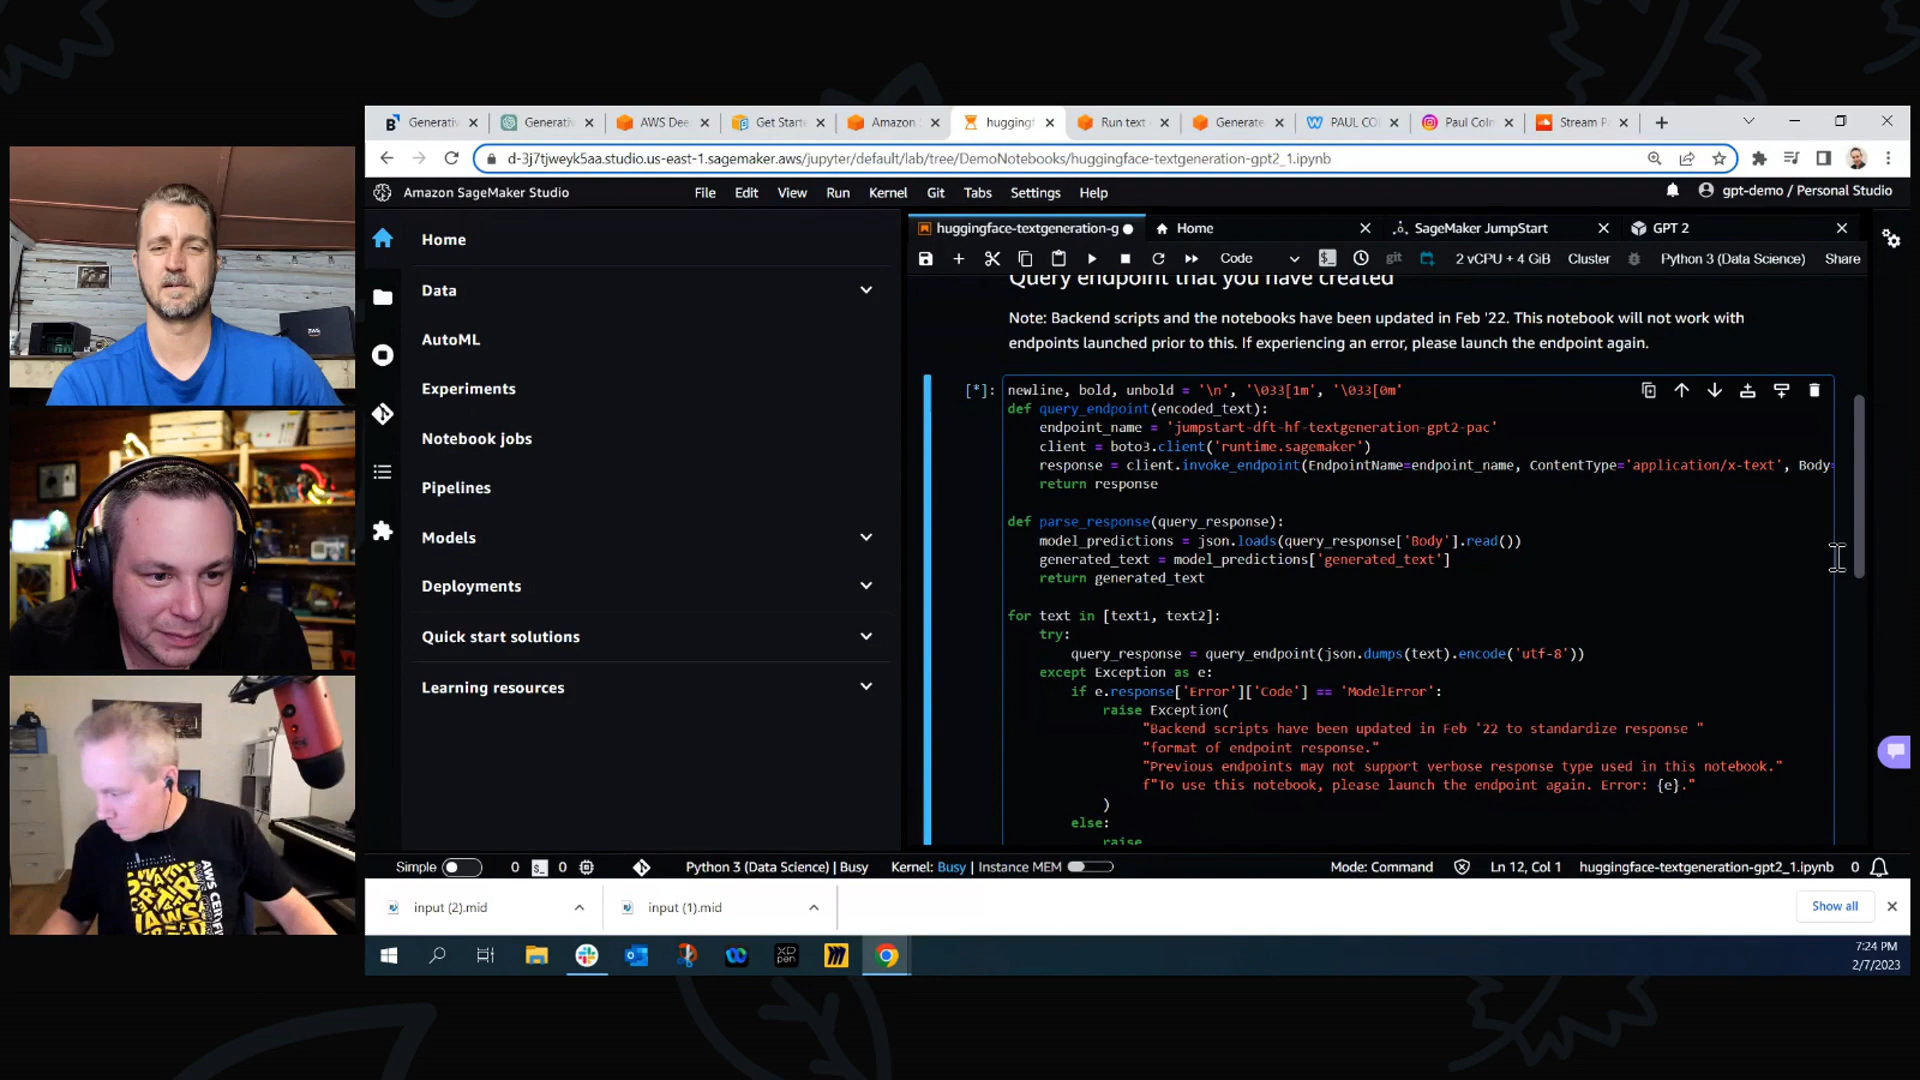 Generativ
Generativ
AWS Dee
Get Starte
Amazon
hugging
Run text
Generate
PAUL CO
Paul Coln
Stream P
d-3j7tjweyk5aa.studio.us-east-1.sagemaker.aws/jupyter/default/lab/tree/DemoNotebooks/huggingface-textgeneration-gpt2_1.ipynb
Amazon SageMaker Studio
File
Edit
View
Run
Kernel
Git
Tabs
Settings
Help
gpt-demo / Personal Studio
Home
Data
AutoML
Experiments
Notebook jobs
Pipelines
Models
Deployments
Quick start solutions
Learning resources
huggingface-textgeneration-g
Home
SageMaker JumpStart
GPT 2
Code
git
2 vCPU + 4 GiB
Cluster
Python 3 (Data Science)
Share
Query endpoint that you have created
Note: Backend scripts and the notebooks have been updated in Feb '22. This notebook will not work with
endpoints launched prior to this. If experiencing an error, please launch the endpoint again.
[*]: newline, bold, unbold = '\n', '\033[1m', '\033[0m'
def query_endpoint(encoded_text):
endpoint_name = 'jumpstart-dft-hf-textgeneration-gpt2-pac'
client = boto3.client('runtime.sagemaker')
response = client.invoke_endpoint(EndpointName=endpoint_name, ContentType='application/x-text', Body=
return response
def parse_response(query_response):
model_predictions = json.loads(query_response['Body'].read())
generated_text = model_predictions['generated_text']
return generated_text
for text in [text1, text2]:
try:
query_response = query_endpoint(json.dumps(text).encode('utf-8'))
except Exception as e:
if e.response['Error']['Code'] == 'ModelError':
raise Exception(
"Backend scripts have been updated in Feb '22 to standardize response "
"format of endpoint response."
"Previous endpoints may not support verbose response type used in this notebook."
f"To use this notebook, please launch the endpoint again. Error: {e}."
)
else:
raise
Simple
0
0
Python 3 (Data Science) | Busy
Kernel: Busy | Instance MEM
Mode: Command
Ln 12, Col 1
huggingface-textgeneration-gpt2_1.ipynb
0
input (2).mid
input (1).mid
Show all
7:24 PM
2/7/2023